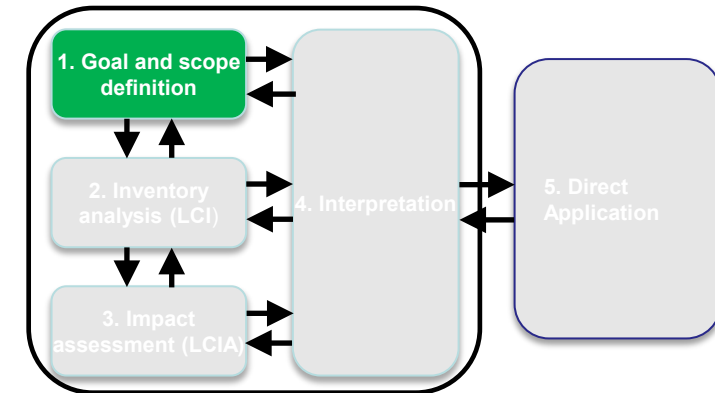 1. Goal and scope
definition
2. Inventory
analysis (LCI)
3. Impact
assessment (LCIA)
4. Interpretation
5. Direct
Application